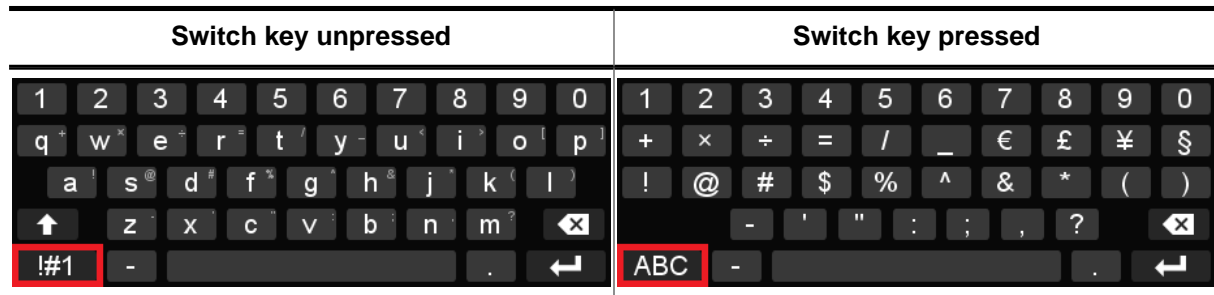 Switch key unpressed Switch key pressed
1 2 3 4 5 6 7 8 9 0 1 2 3 4 5 6 7 8 9 0
q + w × e ÷ r = t / y _ u < i > o [ p ] + × ÷ = / _ € £ ¥ §
a ! s @ d # f % g ^ h & j * k ( l ) ! @ # $ % ^ & * ( )
z - x ' c " v : b ; n , m ? - ' " : ; , ?
!#1 - . ABC - .